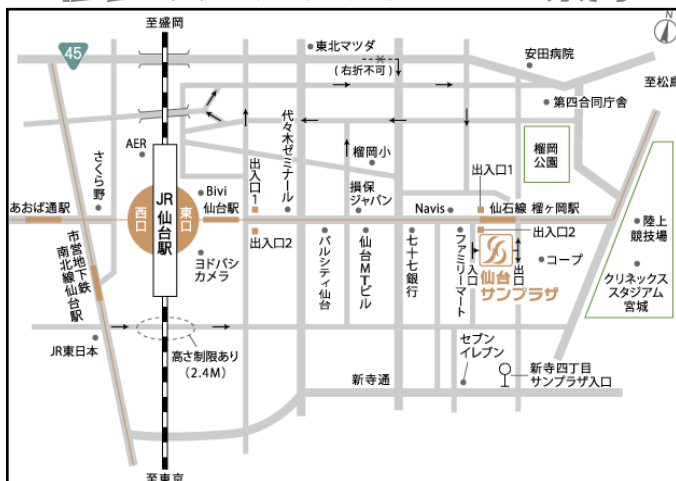 至盛岡
N
45
東北マツダ
(右折不可)
安田病院
至松島
第四合同庁舎
代々木ゼミナール
榴岡小
榴岡
公園
AER
さくら野
Bivi
出入口1
損保
ジャパン
出入口1
あおば通駅
西口
JR仙台駅
東口
仙台駅
Navis
仙石線 榴ヶ岡駅
陸上
競技場
市営地下鉄
南北線仙台駅
出入口2
出入口2
ヨドバシ
カメラ
パルシティ仙台
仙台MTビル
七十七銀行
ファミリーマート
入口
出口
仙台
サンプラザ
コープ
クリネックス
スタジアム
宮城
JR東日本
高さ制限あり
(2.4M)
セブン
イレブン
新寺通
新寺四丁目
サンプラザ入口
至東京